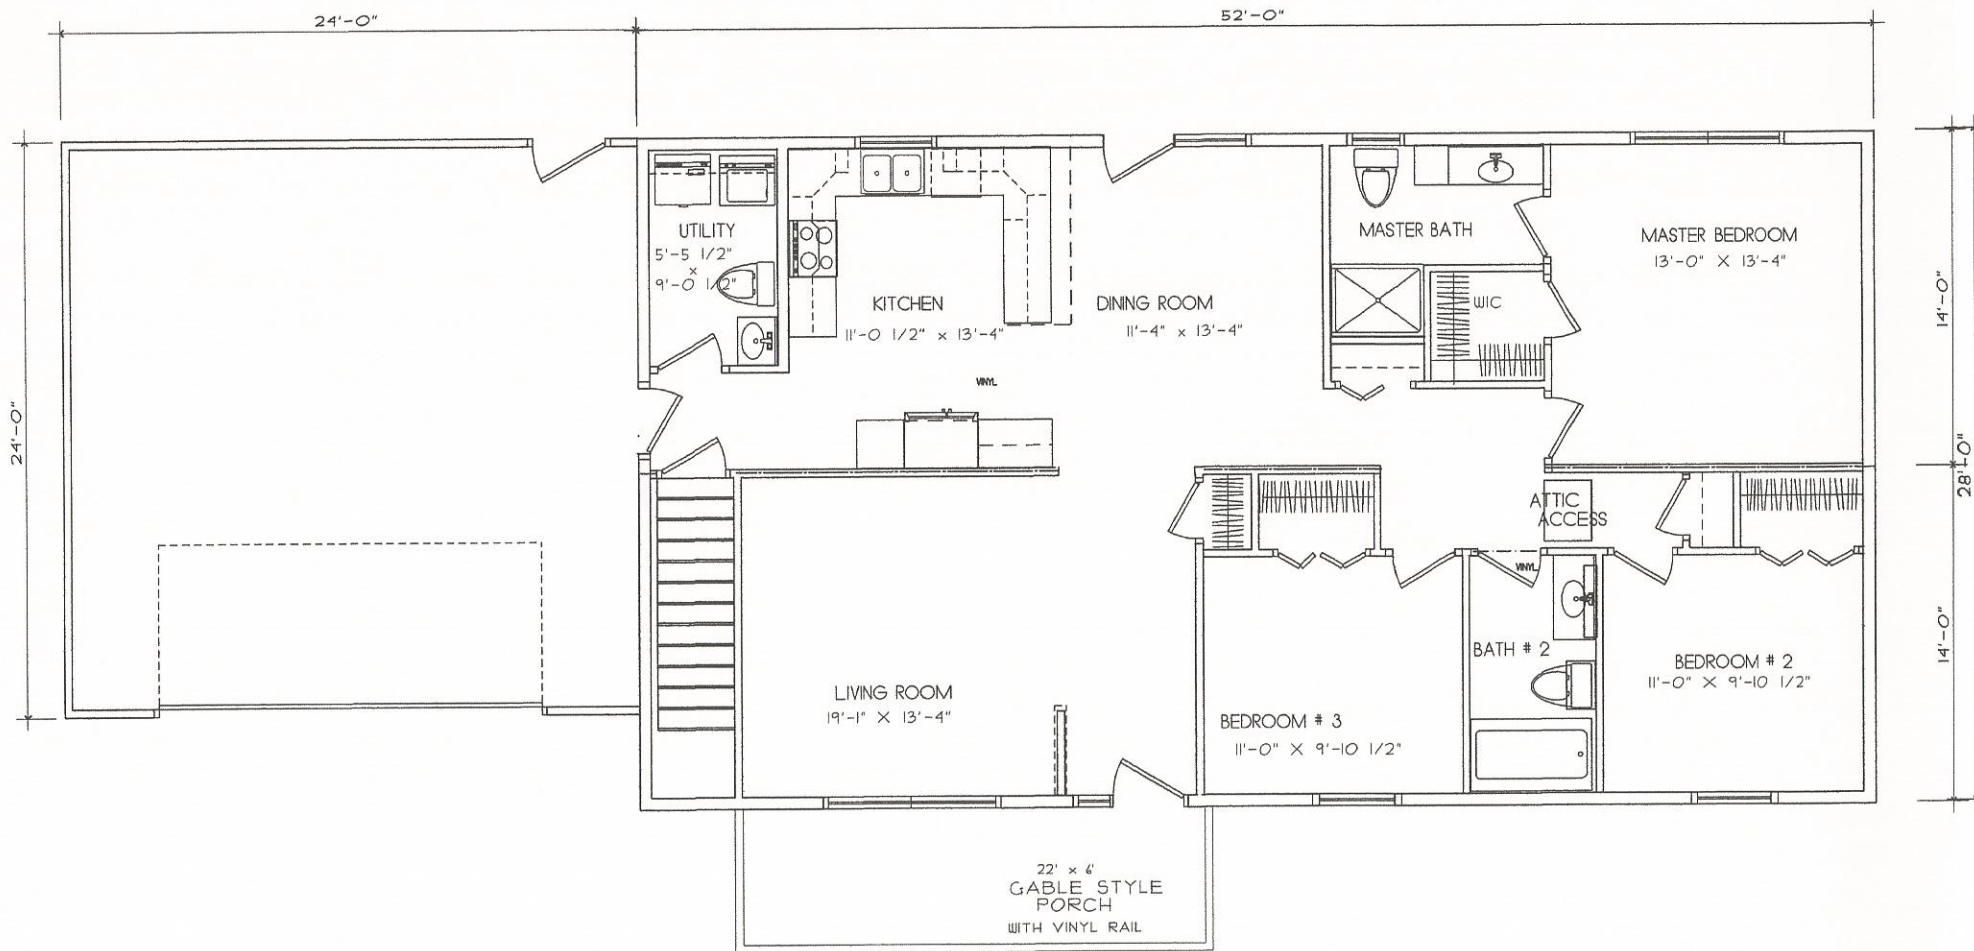 24'-0"
52'-0"
UTILITY
5'-5 1/2"
x
9'-0 1/2"
KITCHEN
11'-0 1/2" x 13'-4"
DINING ROOM
11'-4" x 13'-4"
MASTER BATH
WIC
MASTER BEDROOM
13'-0" X 13'-4"
14'-0"
24'-0"
VINYL
28'-0"
ATTIC
ACCESS
VINYL
14'-0"
LIVING ROOM
19'-1" X 13'-4"
BEDROOM # 3
11'-0" X 9'-10 1/2"
BATH # 2
BEDROOM # 2
11'-0" X 9'-10 1/2"
22' x 6'
GABLE STYLE
PORCH
WITH VINYL RAIL